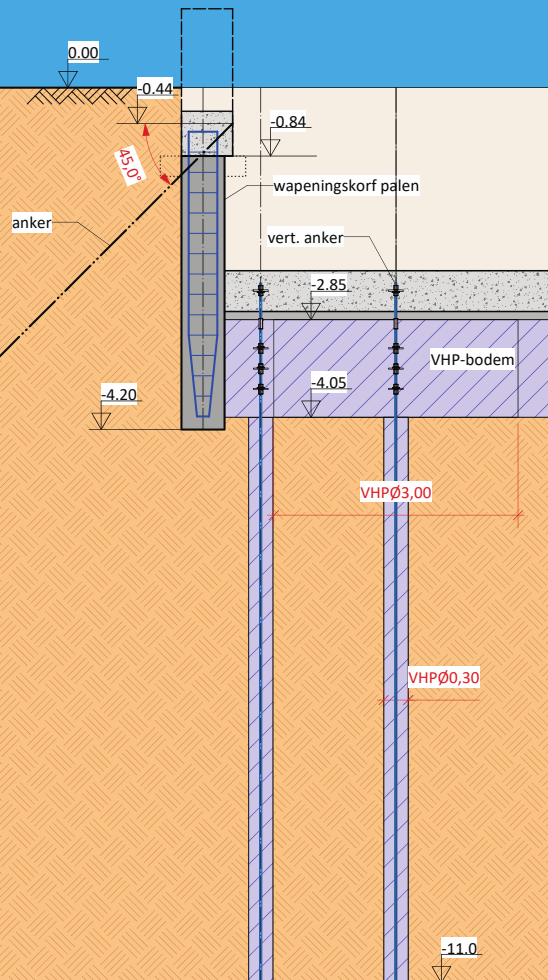 0.00
-0.44
-0.84
45,0°
wapeningskorf palen
anker
vert. anker
-2.85
VHP-bodem
-4.05
-4.20
VHPØ3,00
VHPØ0,30
-11.0